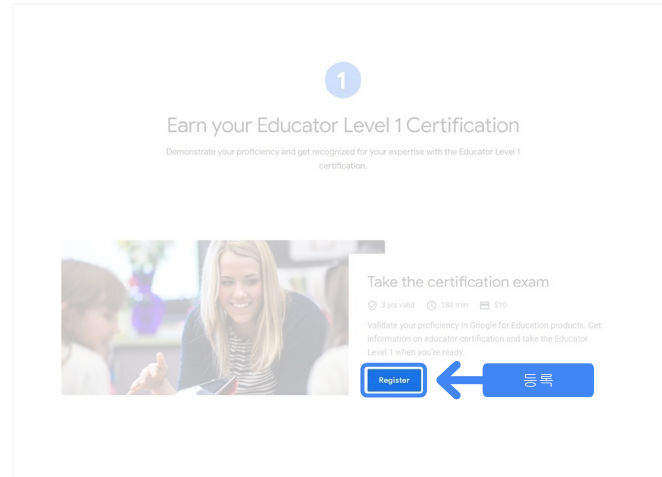 1
Earn your Educator Level 1 Certification
Demonstrate your proficiency and get recognized for your expertise with the Educator Level 1
certification.
Take the certification exam
3 yrs valid 180 min $10
Validate your proficiency in Google for Education products. Get
information on educator certification and take the Educator
Level 1 when you're ready.
Register 등록